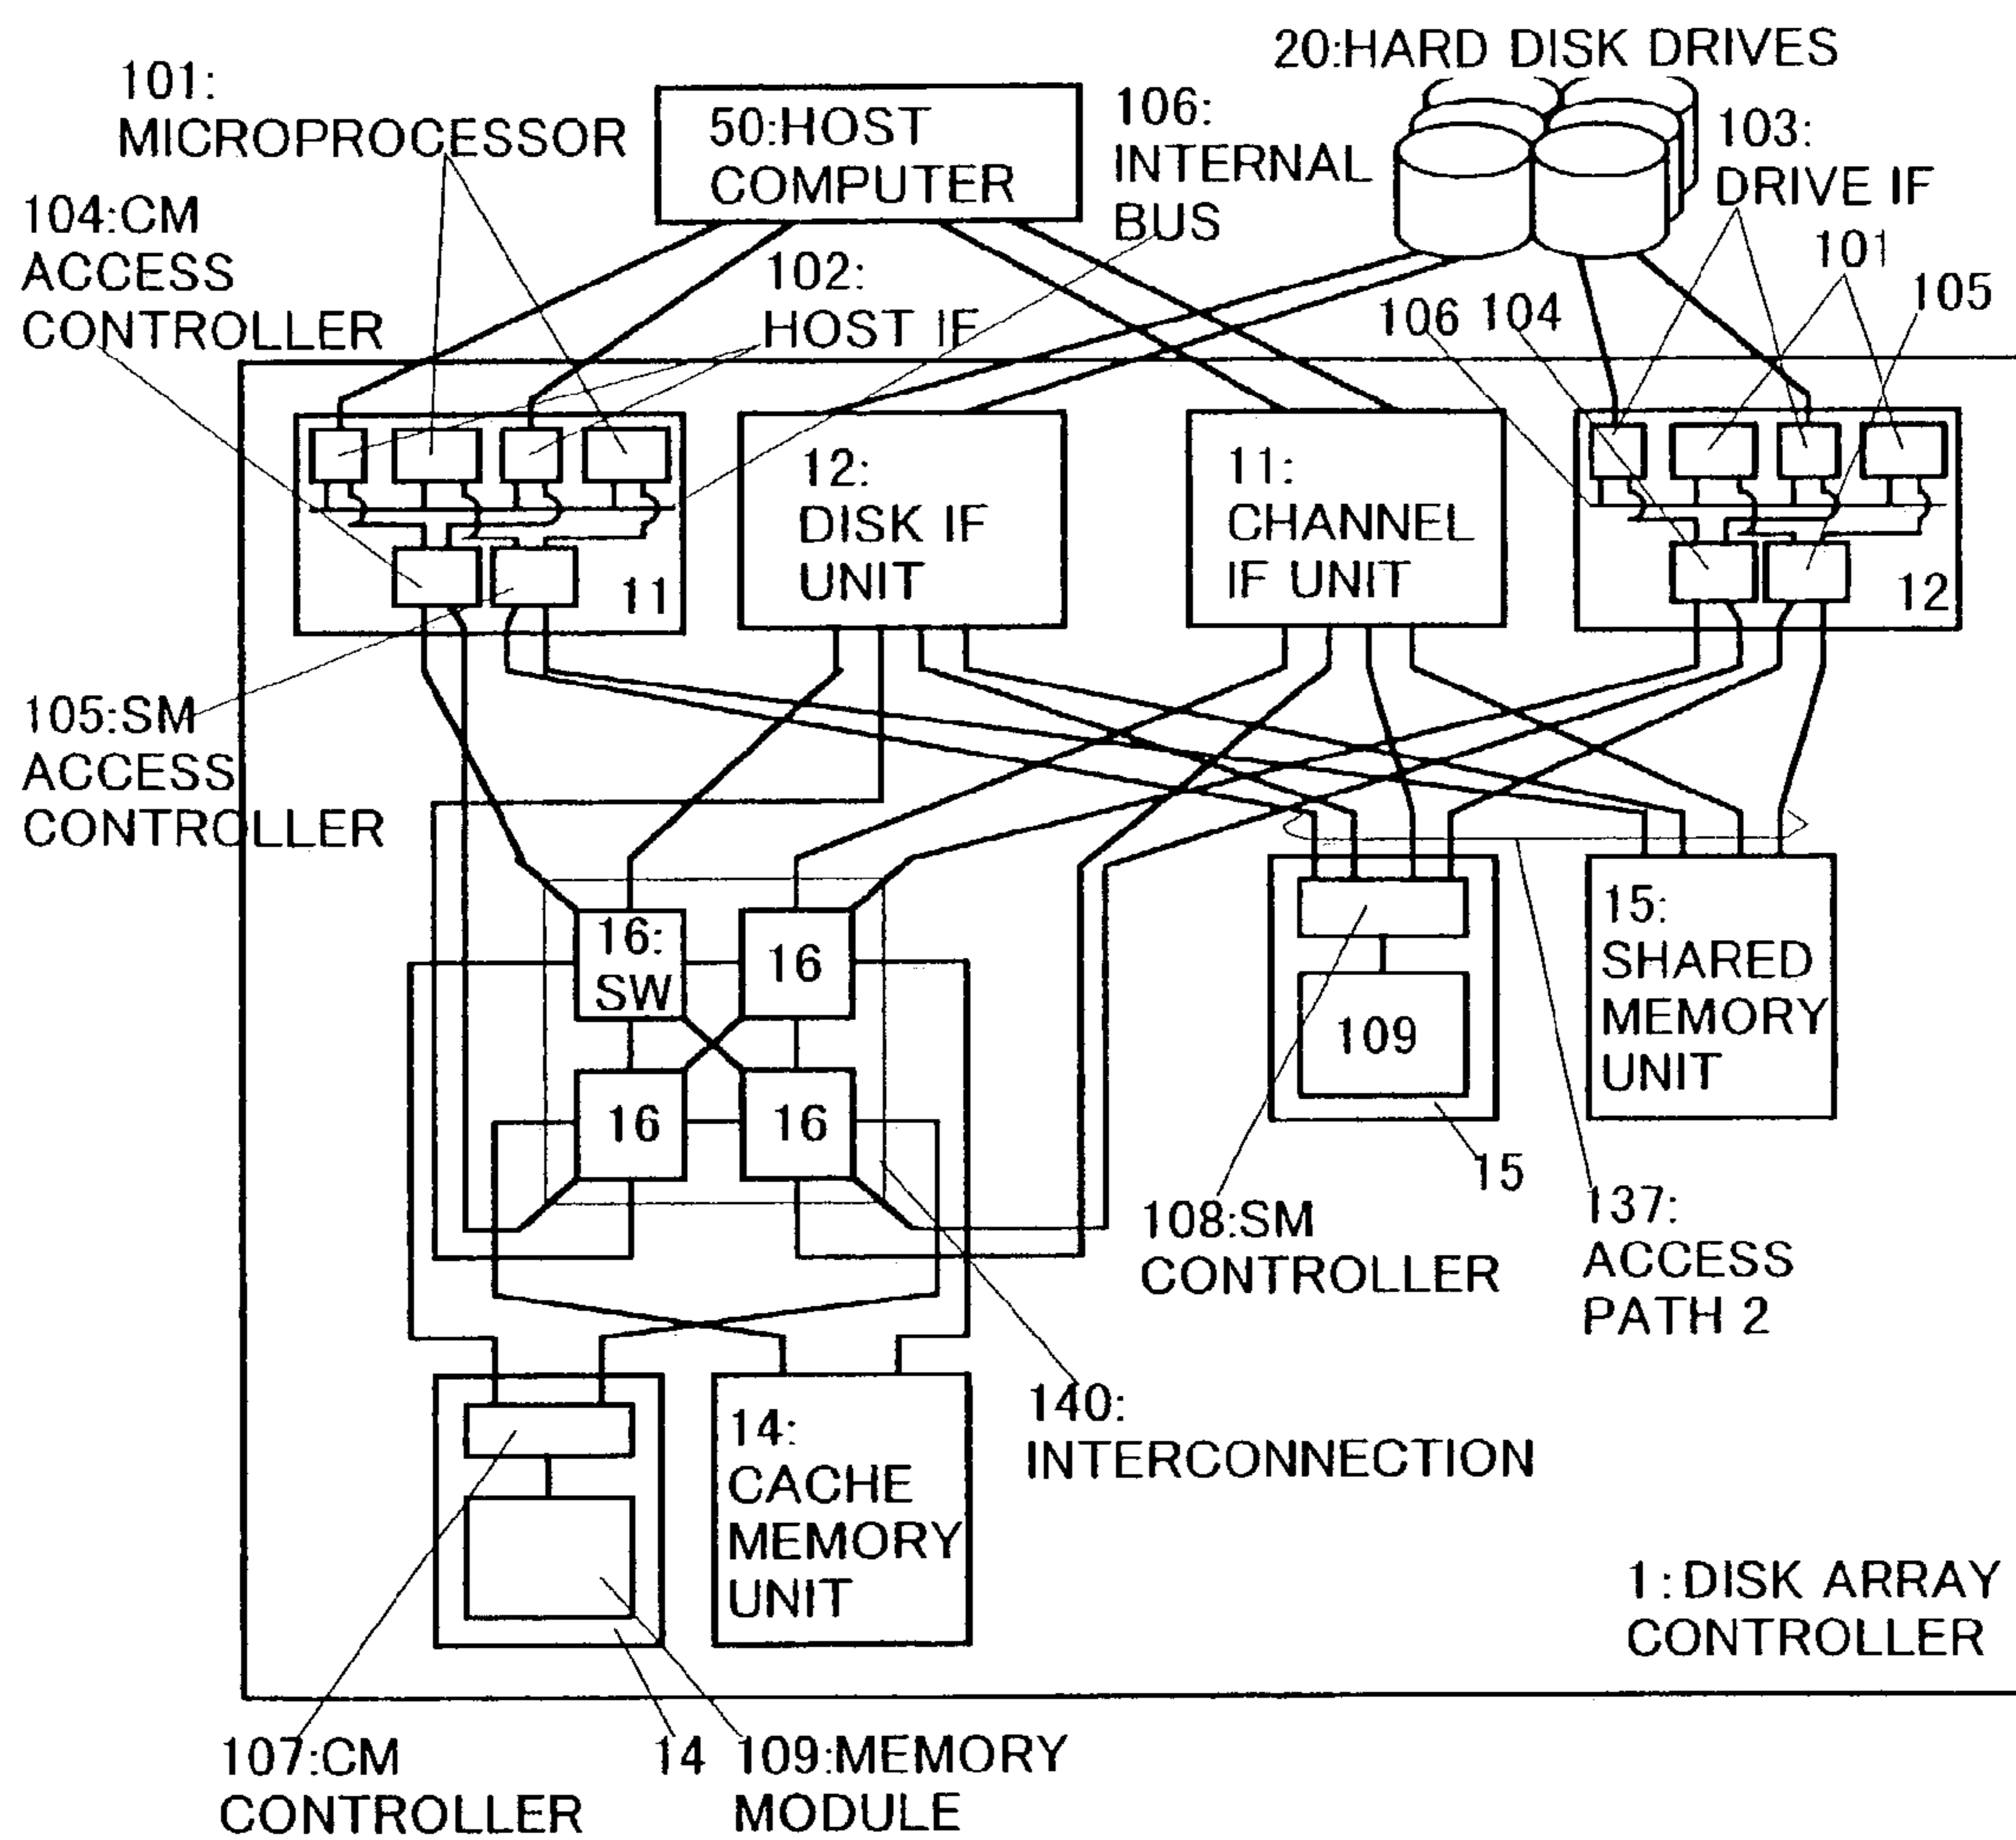 20:HARD DISK DRIVES
101:
MICROPROCESSOR
50:HOST
COMPUTER
106:
INTERNAL
BUS
103:
DRIVE IF
104:CM
ACCESS
CONTROLLER
102:
HOST IF
101
106
104
105
12:
DISK IF
UNIT
11:
CHANNEL
IF UNIT
11
12
105:SM
ACCESS
CONTROLLER
16:
SW
16
16
16
109
15:
SHARED
MEMORY
UNIT
15
108:SM
CONTROLLER
137:
ACCESS
PATH 2
140:
INTERCONNECTION
14:
CACHE
MEMORY
UNIT
1:DISK ARRAY
CONTROLLER
107:CM
CONTROLLER
14
109:MEMORY
MODULE